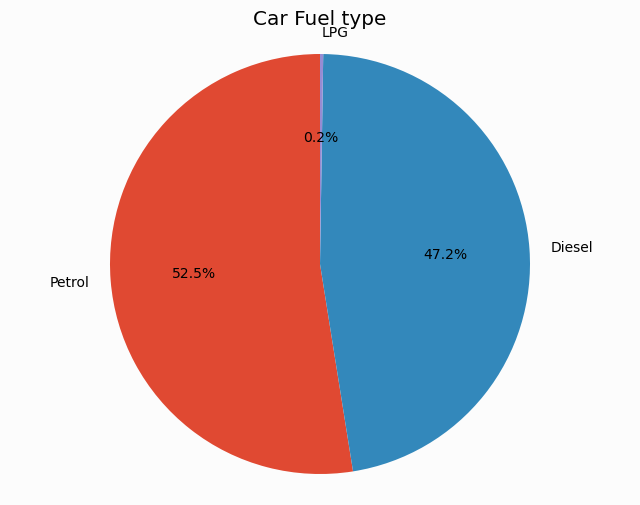 Car Fuel type
LPG
0.2%
Diesel
47.2%
52.5%
Petrol